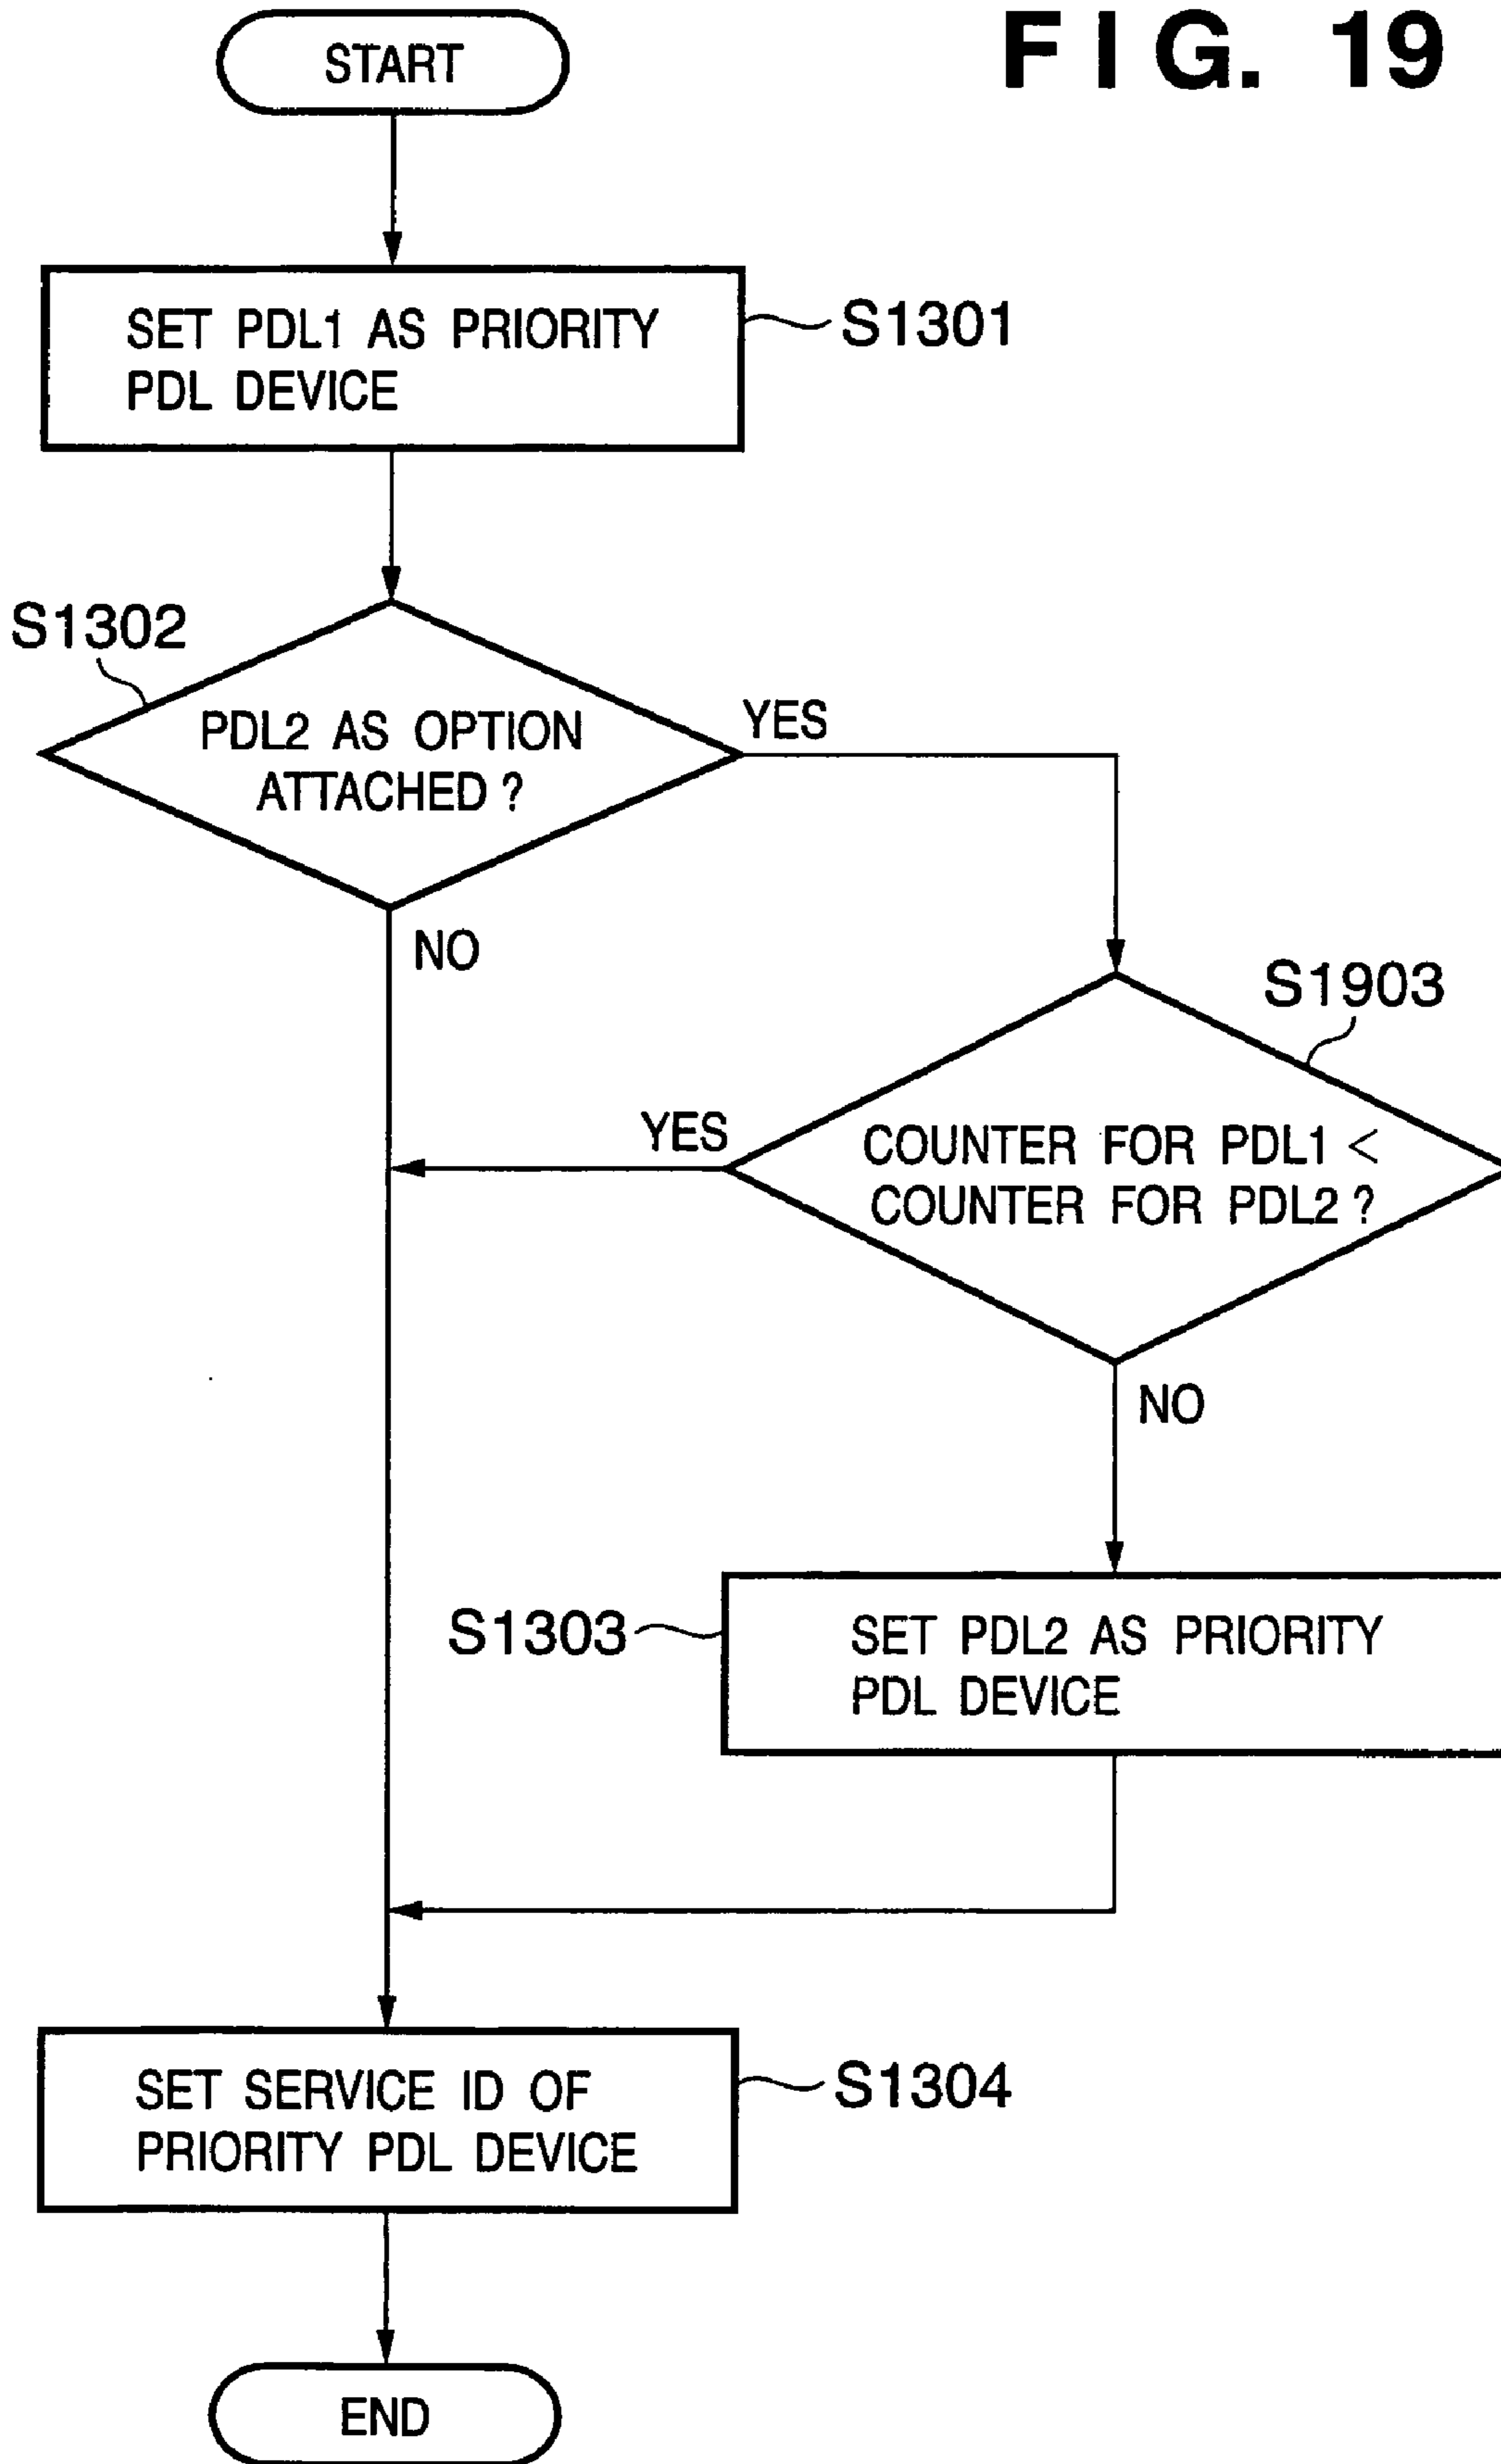 FIG. 19
START
SET PDL1 AS PRIORITY
PDL DEVICE
S1301
S1302
PDL2 AS OPTION
ATTACHED ?
YES
NO
S1903
YES
COUNTER FOR PDL1 <
COUNTER FOR PDL2 ?
NO
S1303
SET PDL2 AS PRIORITY
PDL DEVICE
SET SERVICE ID OF
PRIORITY PDL DEVICE
S1304
END